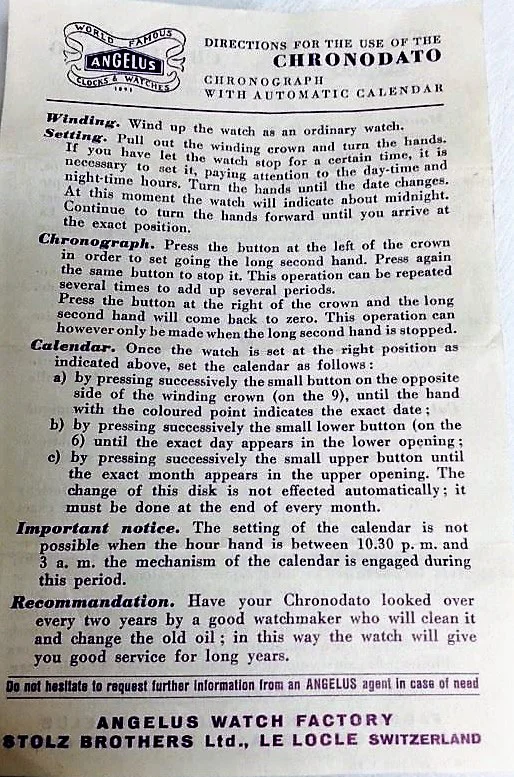 WORLD FAMOUS
ANGELUS
CLOCKS & WATCHES
1891
DIRECTIONS FOR THE USE OF THE
CHRONODATO
CHRONOGRAPH
WITH AUTOMATIC CALENDAR
Winding. Wind up the watch as an ordinary watch.
Setting. Pull out the winding crown and turn the hands.
If you have let the watch stop for a certain time, it is
necessary to set it, paying attention to the day-time and
night-time hours. Turn the hands until the date changes.
At this moment the watch will indicate about midnight.
Continue to turn the hands forward until you arrive at
the exact position.
Chronograph. Press the button at the left of the crown
in order to set going the long second hand. Press again
the same button to stop it. This operation can be repeated
several times to add up several periods.
Press the button at the right of the crown and the long
second hand will come back to zero. This operation can
however only be made when the long second hand is stopped.
Calendar. Once the watch is set at the right position as
indicated above, set the calendar as follows :
a) by pressing successively the small button on the opposite
side of the winding crown (on the 9), until the hand
with the coloured point indicates the exact date ;
b) by pressing successively the small lower button (on the
6) until the exact day appears in the lower opening ;
c) by pressing successively the small upper button until
the exact month appears in the upper opening. The
change of this disk is not effected automatically ; it
must be done at the end of every month.
Important notice. The setting of the calendar is not
possible when the hour hand is between 10.30 p. m. and
3 a. m. the mechanism of the calendar is engaged during
this period.
Recommandation. Have your Chronodato looked over
every two years by a good watchmaker who will clean it
and change the old oil ; in this way the watch will give
you good service for long years.
Do not hesitate to request further information from an ANGELUS agent in case of need
ANGELUS WATCH FACTORY
STOLZ BROTHERS Ltd., LE LOCLE SWITZERLAND